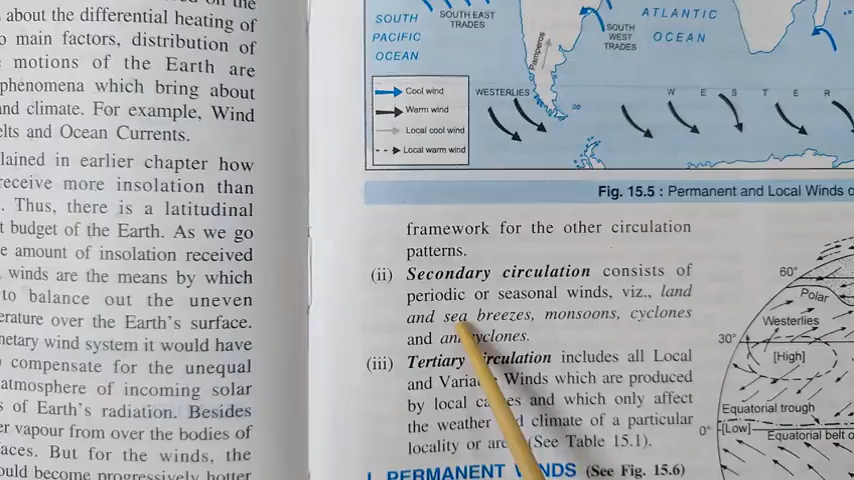 about the differential heating of
main factors, distribution of
motions of the Earth are
phenomena which bring about
and climate. For example, Wind
elts and Ocean Currents.
lained in earlier chapter how
receive more insolation than
. Thus, there is a latitudinal
t budget of the Earth. As we go
e amount of insolation received
winds are the means by which
to balance out the uneven
erature over the Earth's surface.
netary wind system it would have
compensate for the unequal
atmosphere of incoming solar
s of Earth's radiation. Besides
er vapour from over the bodies of
faces. But for the winds, the
ould become progressively hotter
SOUTH
PACIFIC
OCEAN
SOUTH EAST
TRADES
Pamperos
SOUTH
WEST
TRADES
ATLANTIC
OCEAN
Cool wind
Warm wind
Local cool wind
Local warm wind
WESTERLIES
W E S T E R
Fig. 15.5 : Permanent and Local Winds o
framework for the other circulation
patterns.
(ii) Secondary circulation consists of
periodic or seasonal winds, viz., land
and sea breezes, monsoons, cyclones
and an yclones.
(iii) Tertiary irculation includes all Local
and Varia Winds which are produced
by local ca es and which only affect
the weather d climate of a particular
locality or are (See Table 15.1).
I. PERMANENT WINDS (See Fig. 15.6)
60°
Polar
Westerlies
30°
[High]
Equatorial trough
0°
[Low]
Equatorial belt o